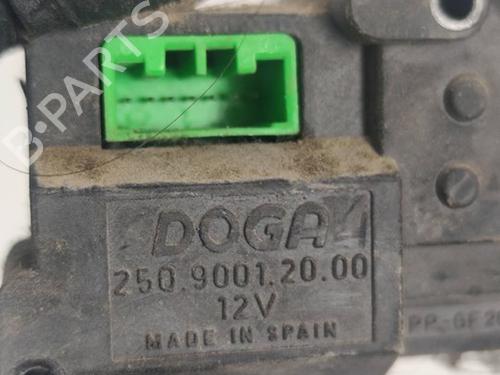 B-PARTS
DOGA
250.9001.20.00
12V
MADE IN SPAIN